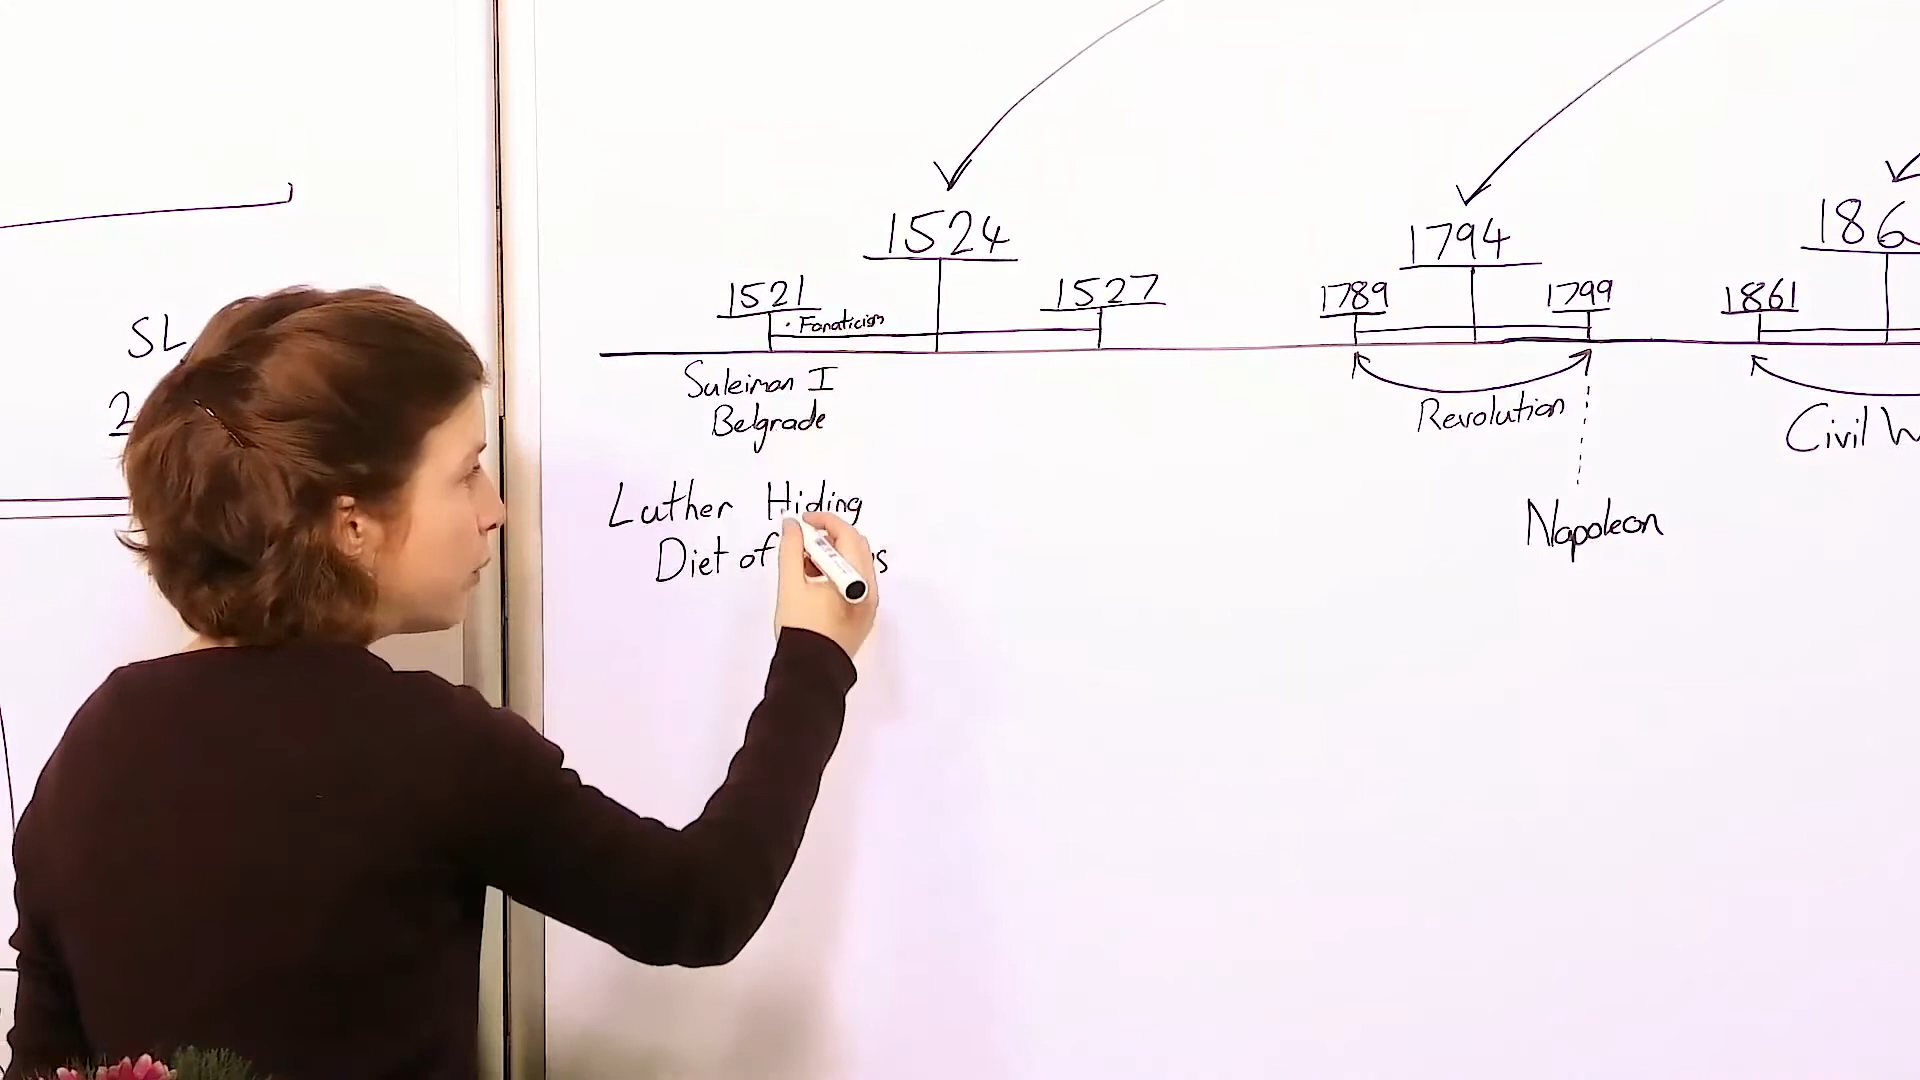 SL
2
1524
1794
186
1521
1527
1789
1799
1861
· Fanaticism
Suleiman I
Belgrade
Revolution
Civil W
Luther Hiding
Diet of s
Napoleon